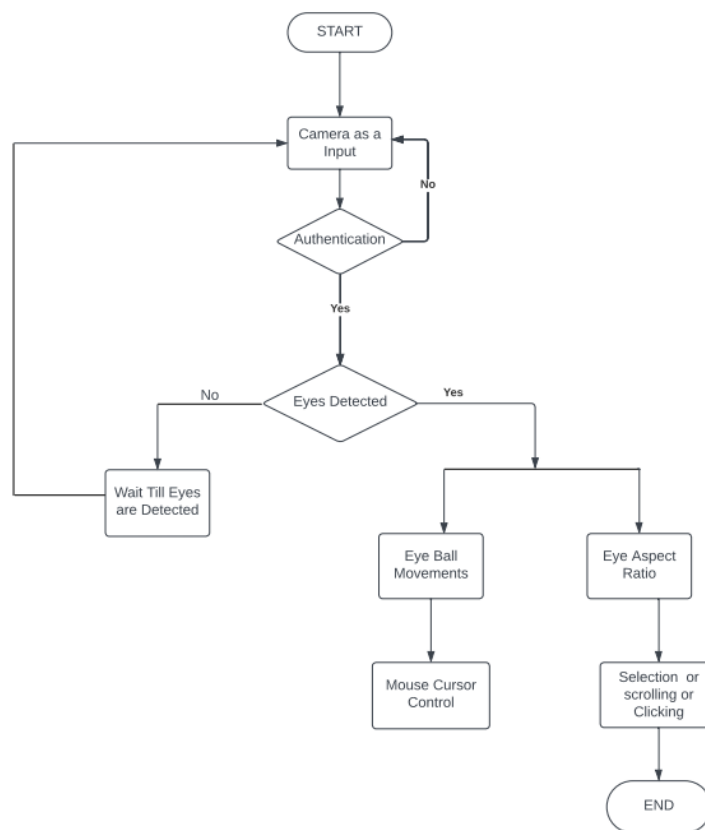 START
Camera as a
Input
No
Authentication
Yes
Eyes Detected
No
Yes
Wait Till Eyes
are Detected
Eye Ball
Movements
Eye Aspect
Ratio
Mouse Cursor
Control
Selection or
scrolling or
Clicking
END